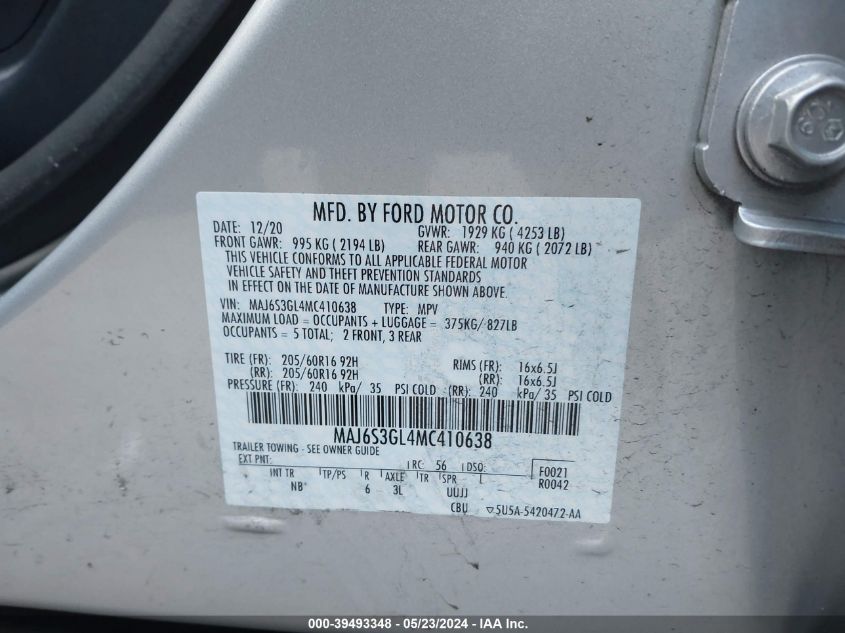 MFD. BY FORD MOTOR CO.
DATE: 12/20 GVWR: 1929 KG ( 4253 LB)
FRONT GAWR: 995 KG ( 2194 LB) REAR GAWR: 940 KG ( 2072 LB)
THIS VEHICLE CONFORMS TO ALL APPLICABLE FEDERAL MOTOR
VEHICLE SAFETY AND THEFT PREVENTION STANDARDS
IN EFFECT ON THE DATE OF MANUFACTURE SHOWN ABOVE.
VIN: MAJ6S3GL4MC410638 TYPE: MPV
MAXIMUM LOAD = OCCUPANTS + LUGGAGE = 375KG/ 827LB
OCCUPANTS = 5 TOTAL; 2 FRONT, 3 REAR
TIRE (FR): 205/60R16 92H RIMS (FR): 16x6.5J
(RR): 205/60R16 92H (RR): 16x6.5J
PRESSURE (FR): 240 kPa/ 35 PSI COLD (RR): 240 kPa/ 35 PSI COLD
MAJ6S3GL4MC410638
TRAILER TOWING - SEE OWNER GUIDE
EXT PNT: RC: 56 DSO: F0021
INT TR TP/PS R AXLE TR SPR R0042
NB* 6 3L UUJJ
CBU 5U5A-5420472-AA
000-39493348 - 05/23/2024 - IAA Inc.